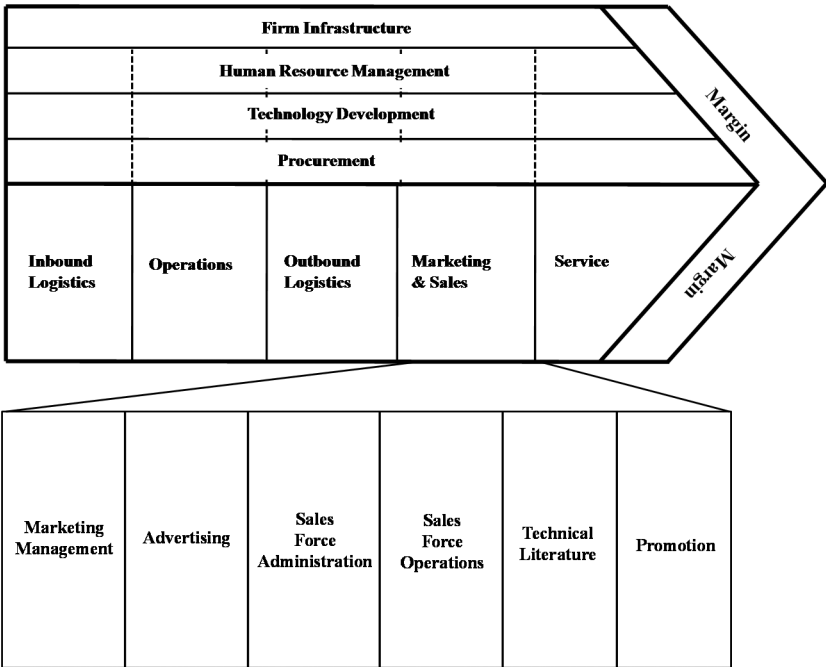 Firm Infrastructure
Human Resource Management
Technology Development
Procurement
Margin
Inbound
Logistics
Operations
Outbound
Logistics
Marketing
& Sales
Service
Margin
Marketing
Management
Advertising
Sales
Force
Administration
Sales
Force
Operations
Technical
Literature
Promotion